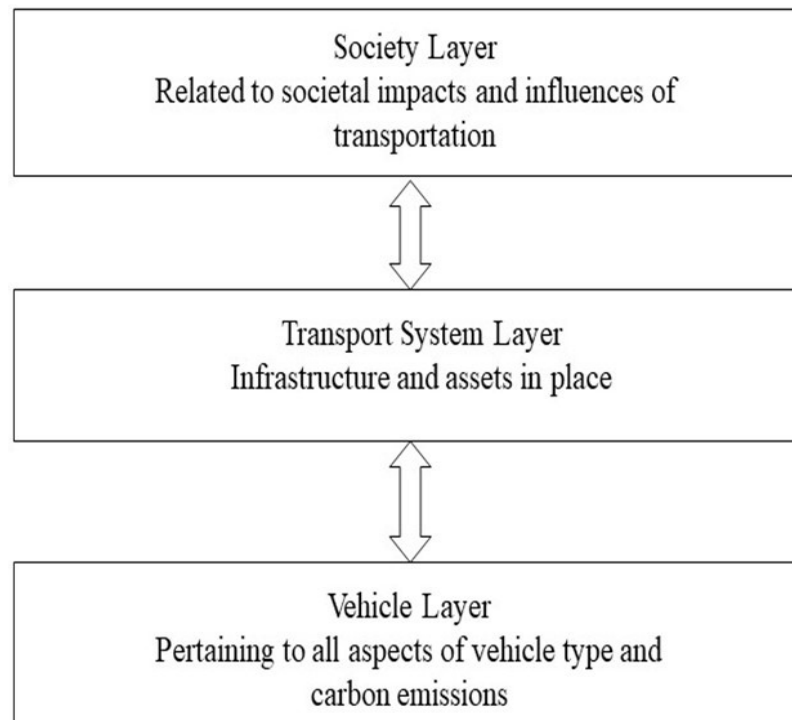 Society Layer
Related to societal impacts and influences of
transportation
Transport System Layer
Infrastructure and assets in place
Vehicle Layer
Pertaining to all aspects of vehicle type and
carbon emissions